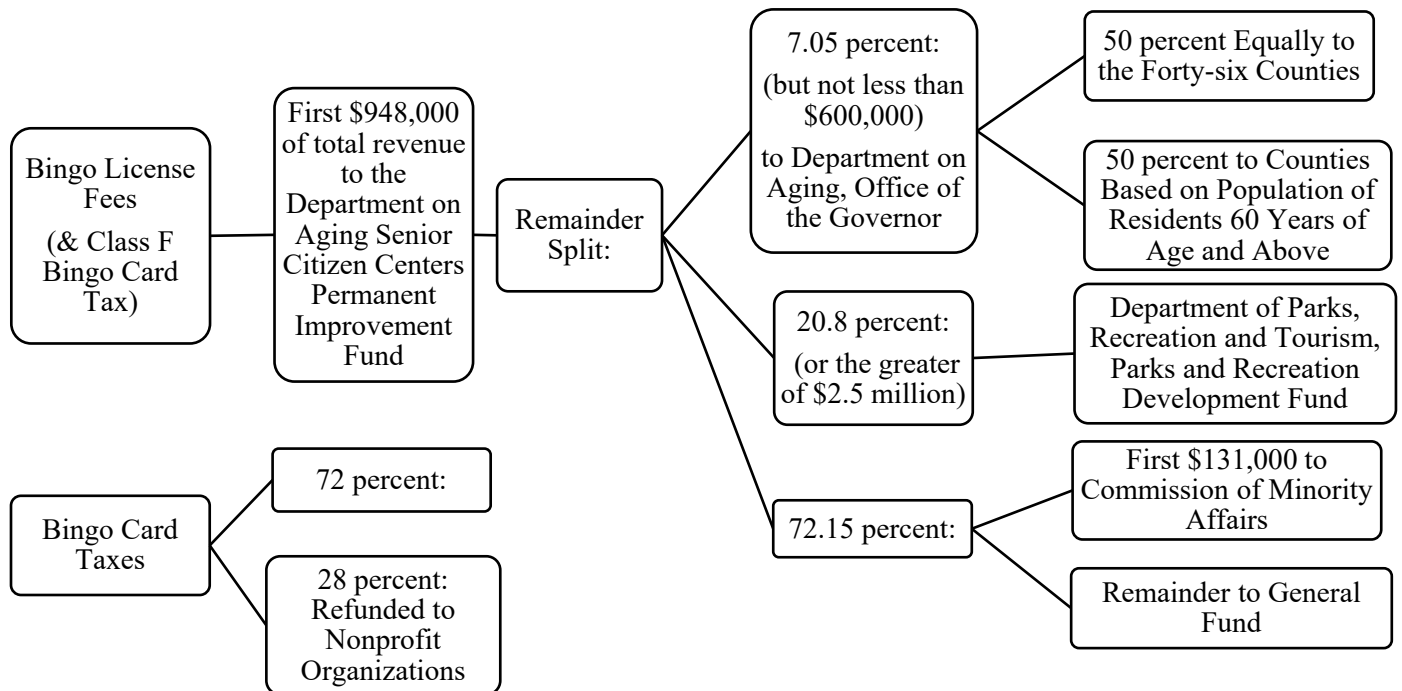 Bingo License
Fees
(& Class F
Bingo Card
Tax)
First $948,000
of total revenue
to the
Department on
Aging Senior
Citizen Centers
Permanent
Improvement
Fund
Remainder
Split:
7.05 percent:
(but not less than
$600,000)
to Department on
Aging, Office of
the Governor
50 percent Equally to
the Forty-six Counties
50 percent to Counties
Based on Population of
Residents 60 Years of
Age and Above
20.8 percent:
(or the greater
of $2.5 million)
Department of Parks,
Recreation and Tourism,
Parks and Recreation
Development Fund
72.15 percent:
First $131,000 to
Commission of Minority
Affairs
Remainder to General
Fund
Bingo Card
Taxes
72 percent:
28 percent:
Refunded to
Nonprofit
Organizations